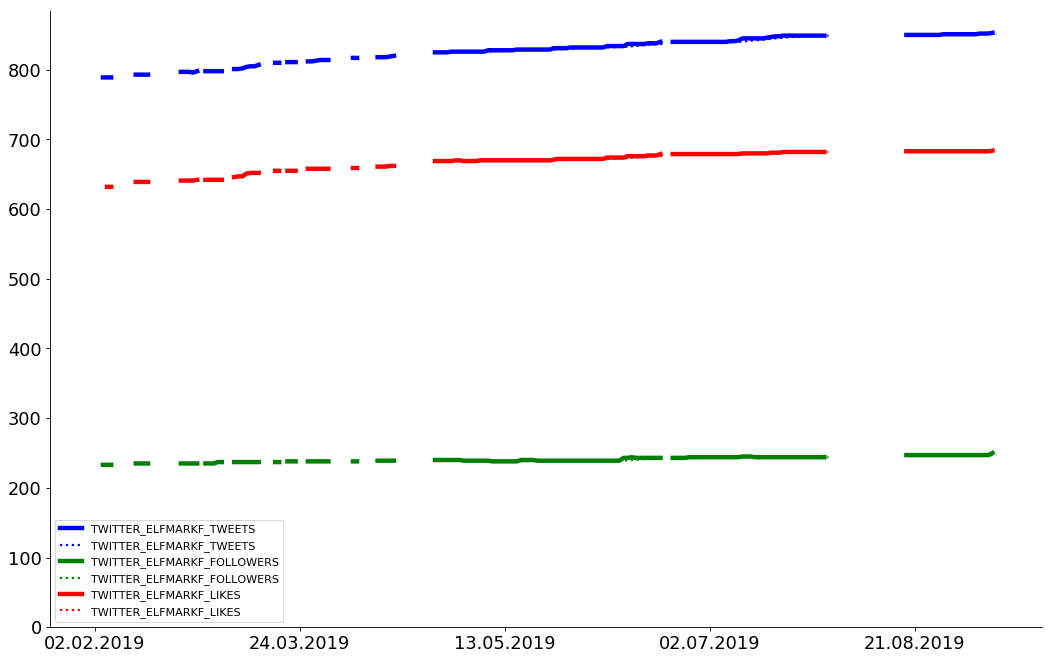 800
700
600
500
400
300
200
100
0
TWITTER_ELFMARKF_TWEETS
TWITTER_ELFMARKF_TWEETS
TWITTER_ELFMARKF_FOLLOWERS
TWITTER_ELFMARKF_FOLLOWERS
TWITTER_ELFMARKF_LIKES
TWITTER_ELFMARKF_LIKES
02.02.2019 24.03.2019 13.05.2019 02.07.2019 21.08.2019